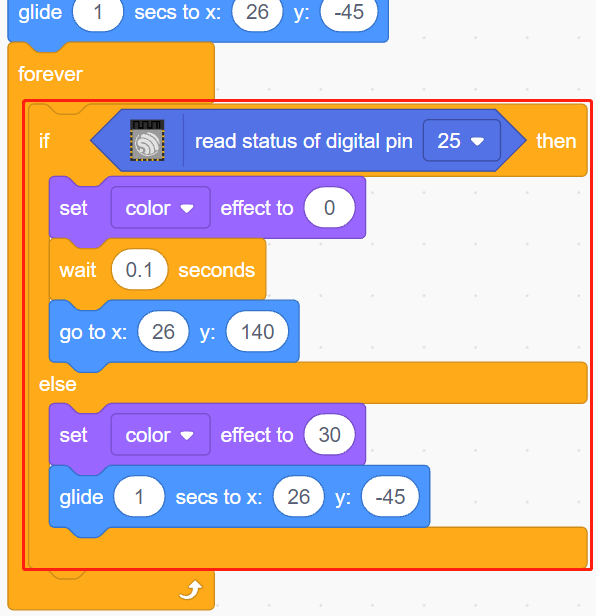 glide 1 secs to x: 26 y: -45
forever
if read status of digital pin 25 then
set color effect to 0
wait 0.1 seconds
go to x: 26 y: 140
else
set color effect to 30
glide 1 secs to x: 26 y: -45